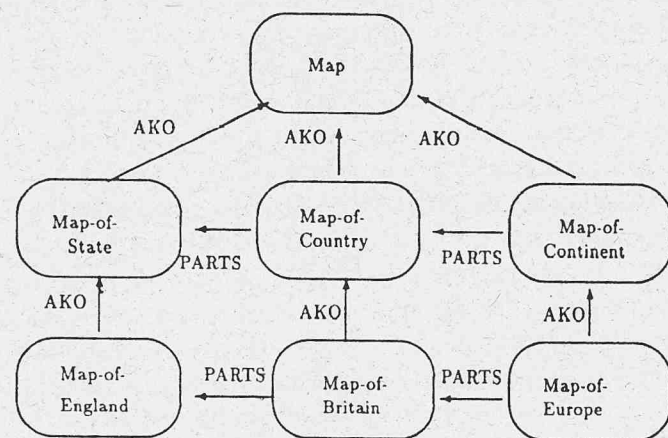 Map
AKO
AKO
AKO
Map-of-
State
Map-of-
Country
Map-of-
Continent
PARTS
PARTS
AKO
AKO
AKO
Map-of-
England
PARTS
Map-of-
Britain
PARTS
Map-of-
Europe